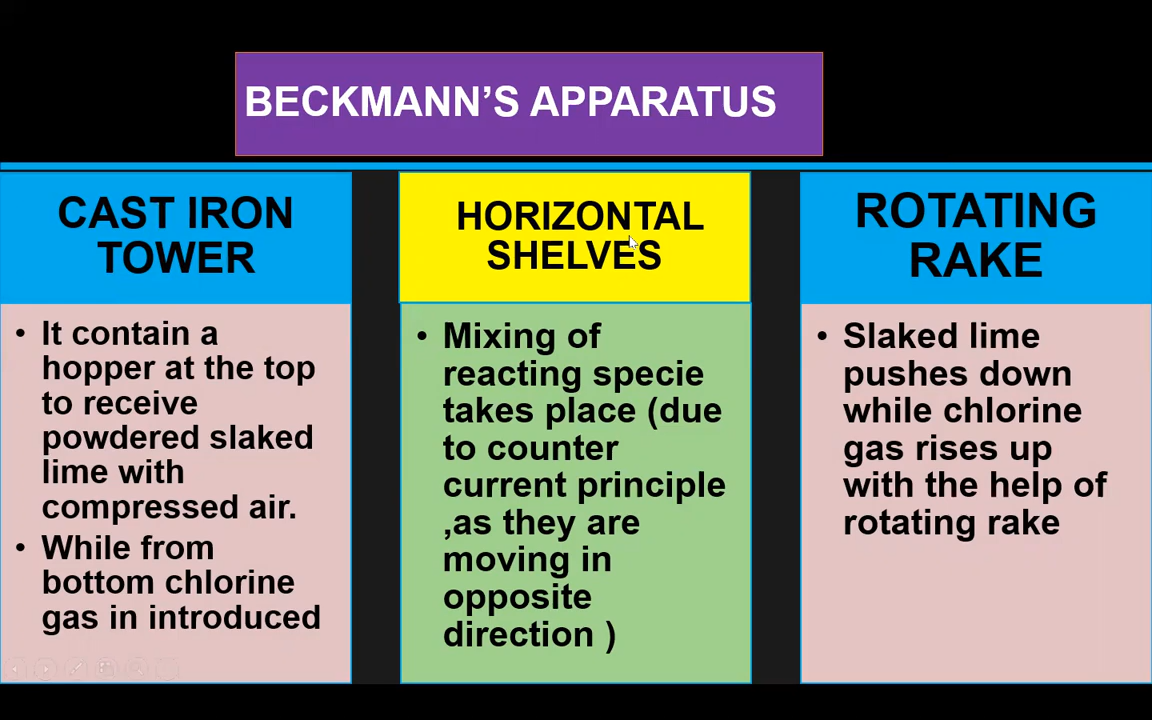 BECKMANN’S APPARATUS
CAST IRON
TOWER
• It contain a
hopper at the top
to receive
powdered slaked
lime with
compressed air.
• While from
bottom chlorine
gas in introduced
HORIZONTAL
SHELVES
• Mixing of
reacting specie
takes place (due
to counter
current principle
,as they are
moving in
opposite
direction )
ROTATING
RAKE
• Slaked lime
pushes down
while chlorine
gas rises up
with the help of
rotating rake